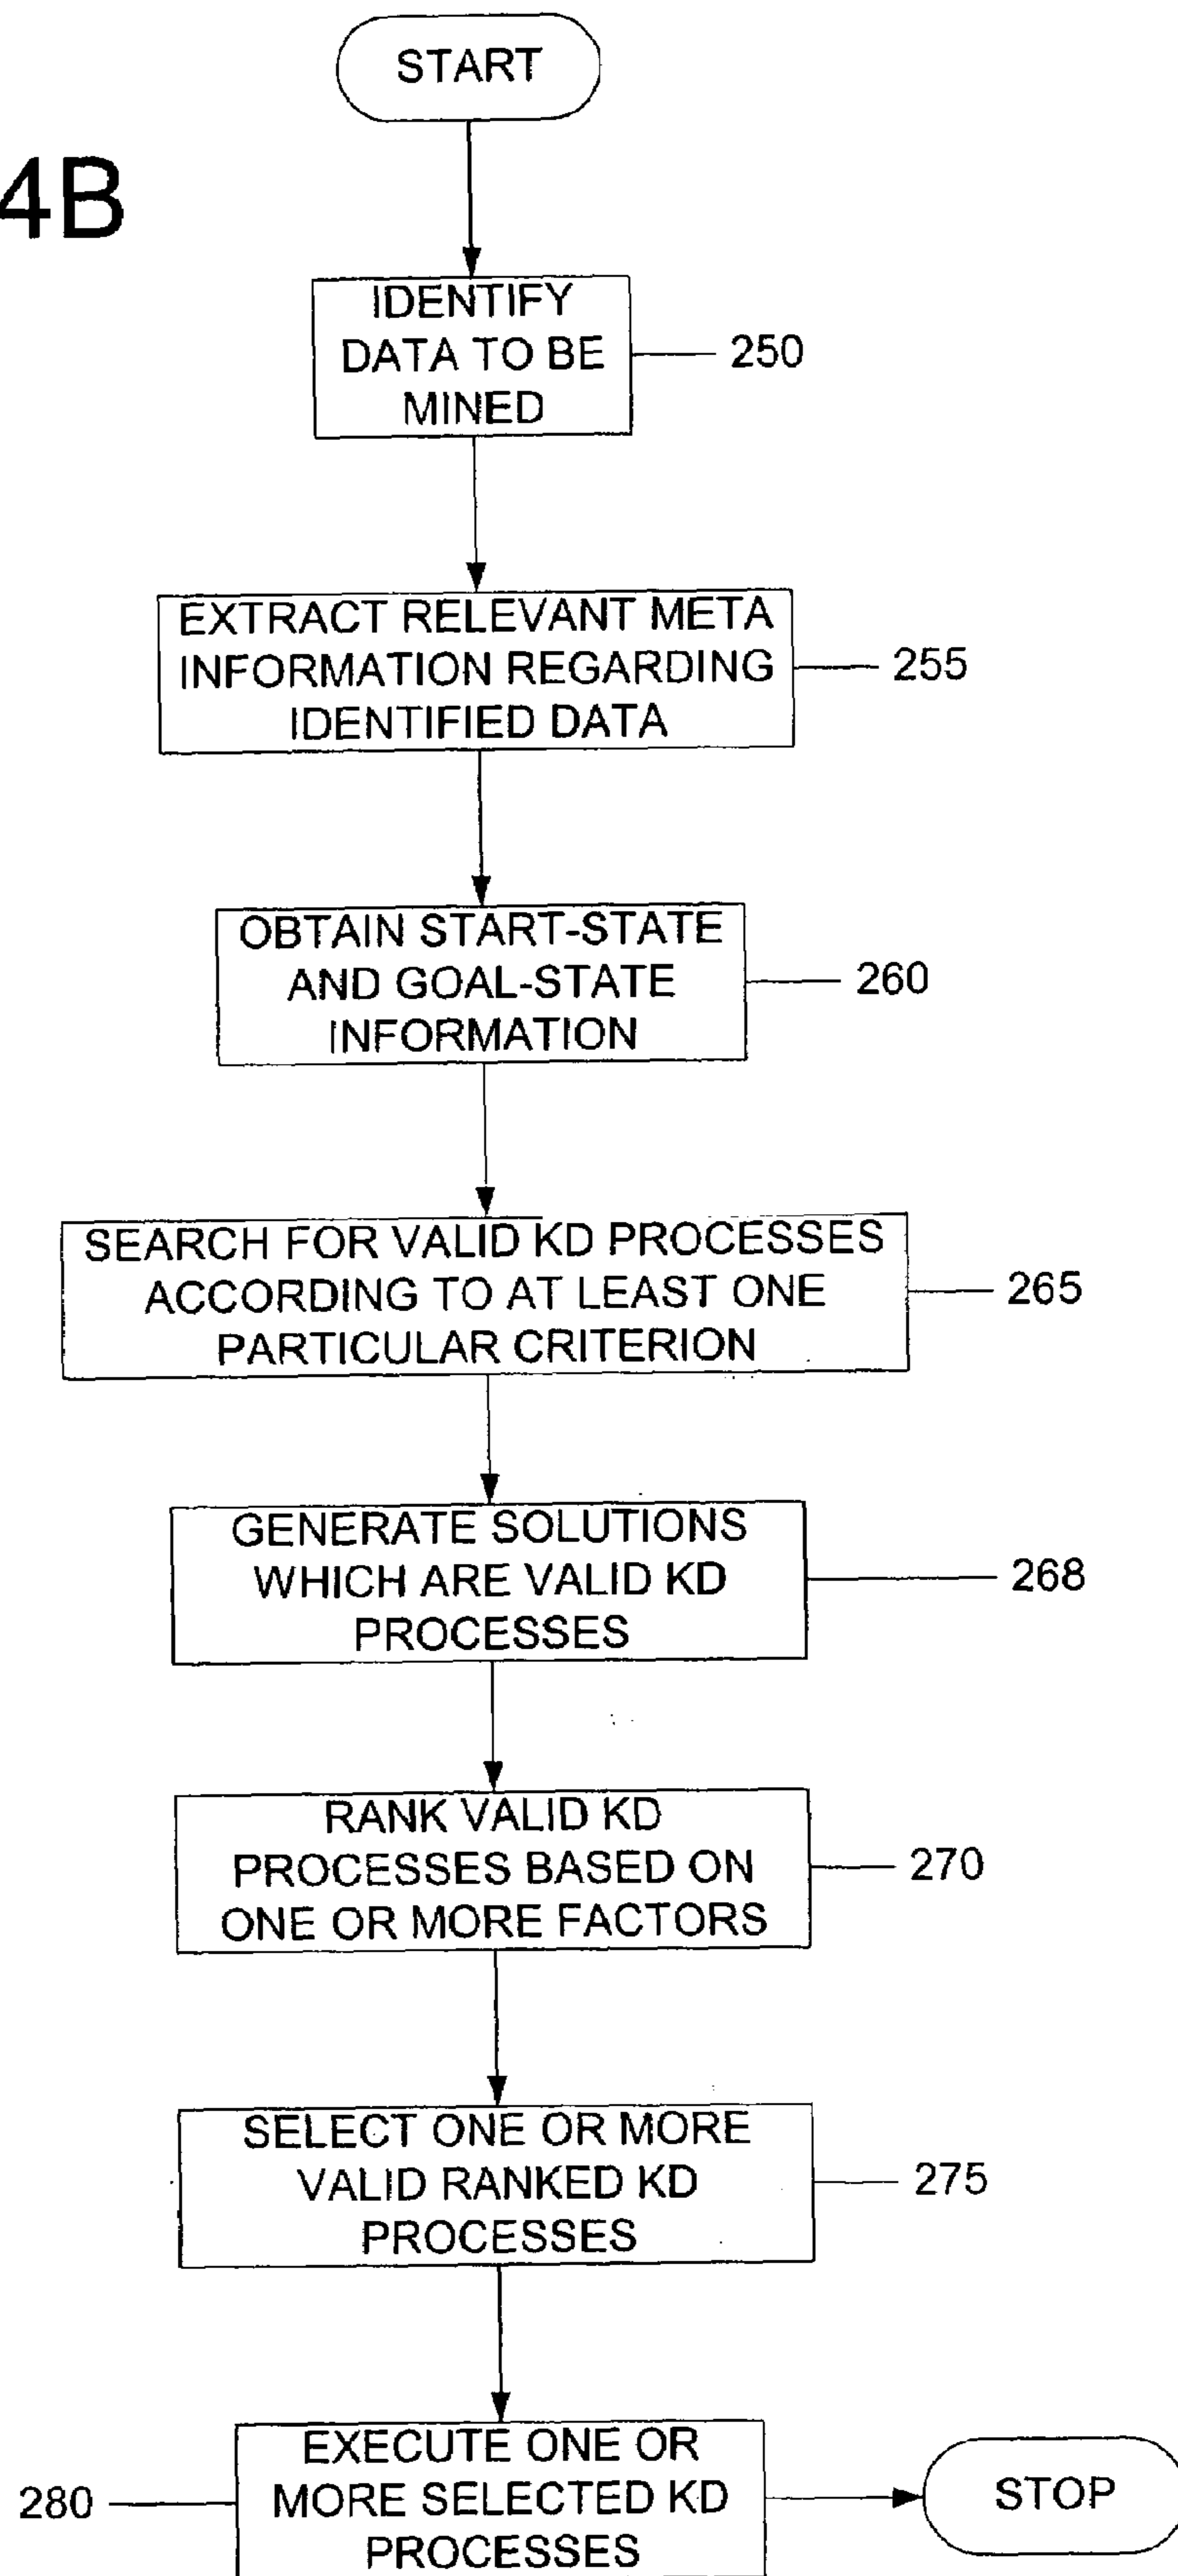 START
4B
IDENTIFY
DATA TO BE
MINED
250
EXTRACT RELEVANT META
INFORMATION REGARDING
IDENTIFIED DATA
255
OBTAIN START-STATE
AND GOAL-STATE
INFORMATION
260
SEARCH FOR VALID KD PROCESSES
ACCORDING TO AT LEAST ONE
PARTICULAR CRITERION
265
GENERATE SOLUTIONS
WHICH ARE VALID KD
PROCESSES
268
RANK VALID KD
PROCESSES BASED ON
ONE OR MORE FACTORS
270
SELECT ONE OR MORE
VALID RANKED KD
PROCESSES
275
280
EXECUTE ONE OR
MORE SELECTED KD
PROCESSES
STOP